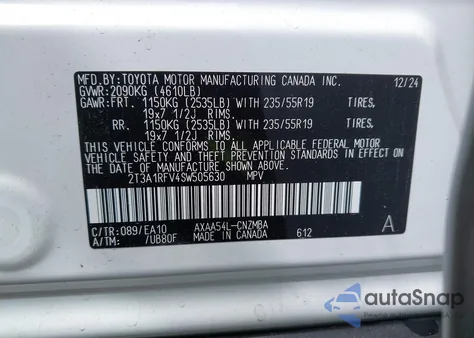 MFD.BY:TOYOTA MOTOR MANUFACTURING CANADA INC. 12/24
GVWR:2090KG (4610LB)
GAWR:FRT. 1150KG (2535LB) WITH 235/55R19 TIRES,
19x7 1/2J RIMS.
RR. 1150KG (2535LB) WITH 235/55R19 TIRES,
19x7 1/2J RIMS.
THIS VEHICLE CONFORMS TO ALL APPLICABLE FEDERAL MOTOR
VEHICLE SAFETY AND BUMPER STANDARDS IN EFFECT ON THE DATE
OF MANUFACTURE SHOWN ABOVE.
2T3A1RFV4SW505630 MPV
C/TR:089/EA10 AXAA54L-CNZMBA A
A/TM: /UB80F MADE IN CANADA 612
autoSnap